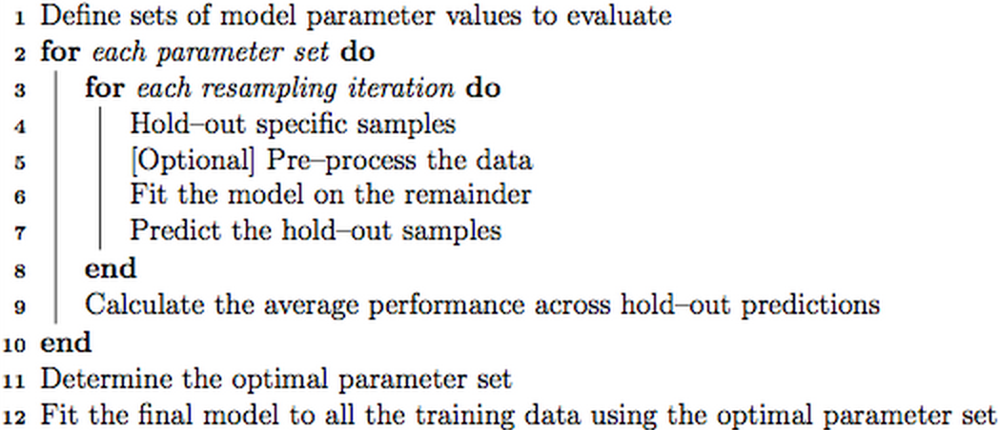 1 Define sets of model parameter values to evaluate
2 for each parameter set do
3 for each resampling iteration do
4 Hold–out specific samples
5 [Optional] Pre–process the data
6 Fit the model on the remainder
7 Predict the hold–out samples
8 end
9 Calculate the average performance across hold–out predictions
10 end
11 Determine the optimal parameter set
12 Fit the final model to all the training data using the optimal parameter set